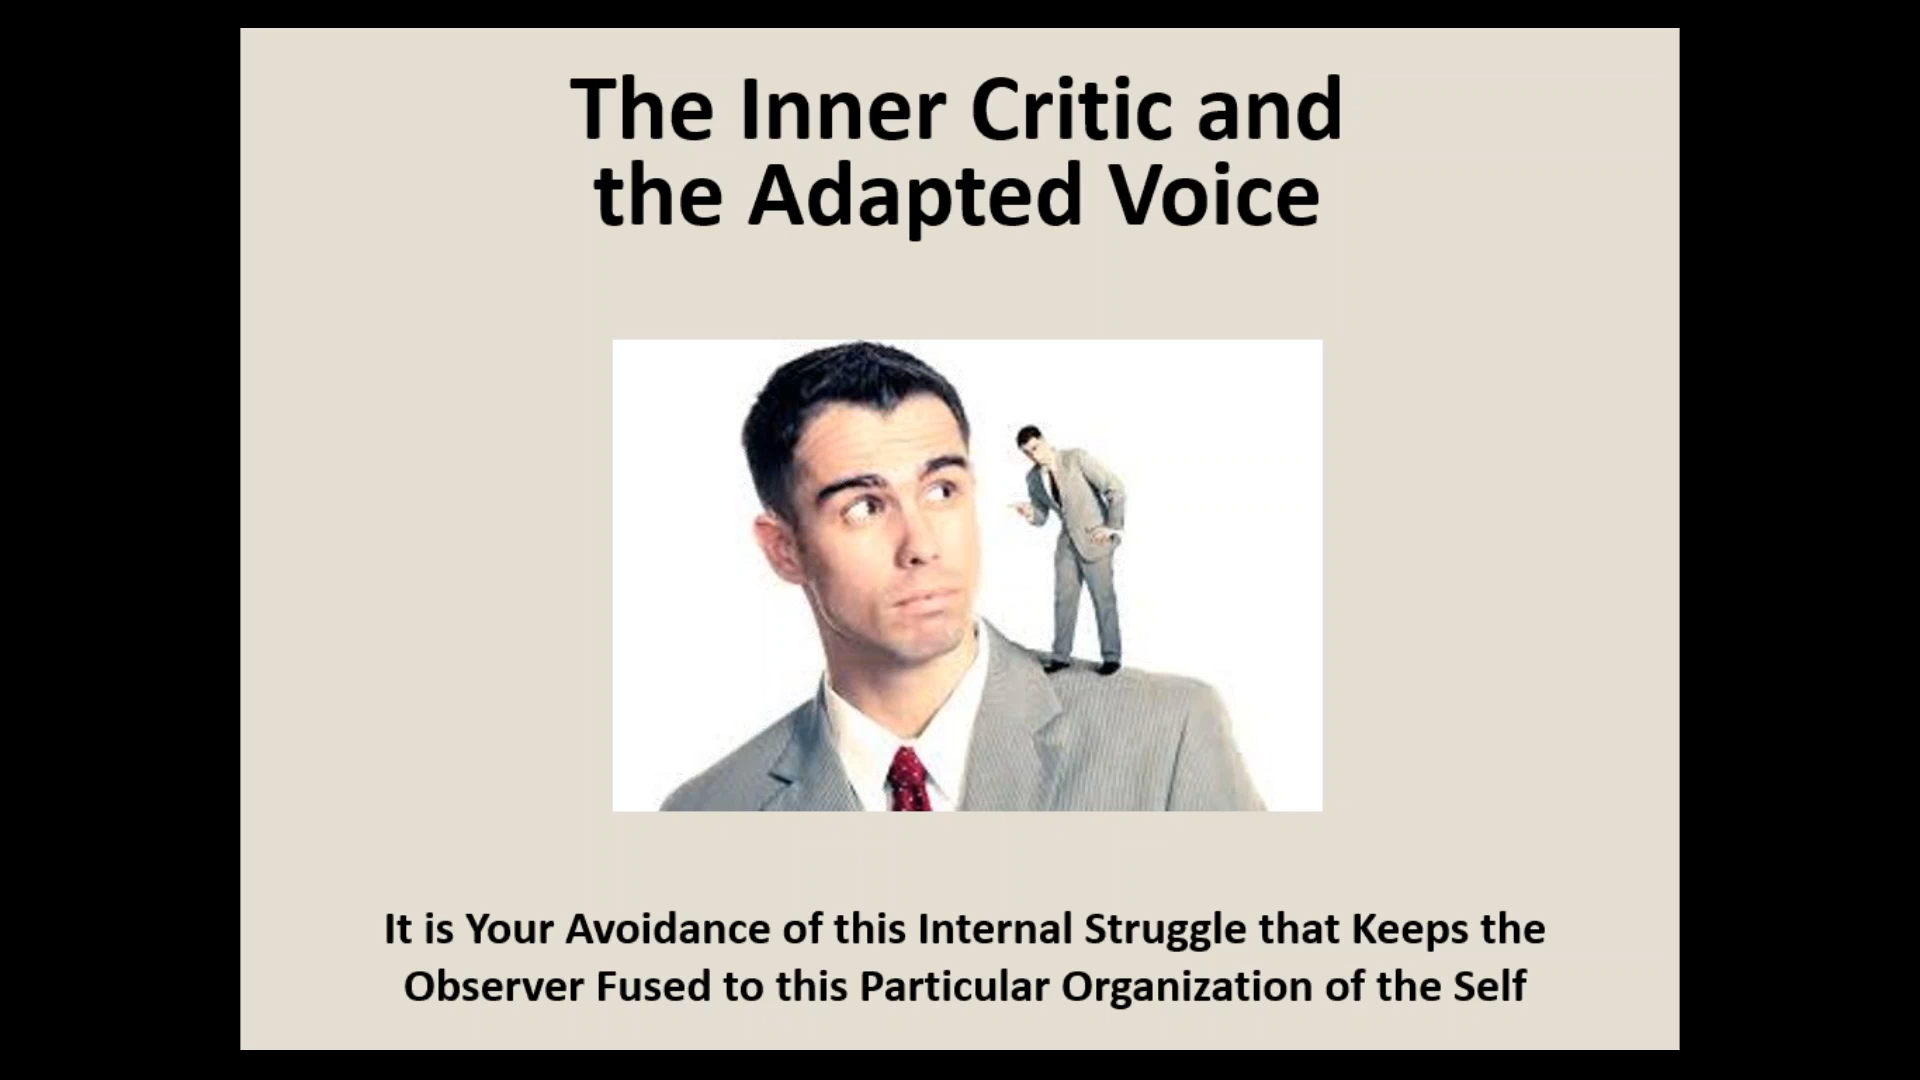 The Inner Critic and
the Adapted Voice
It is Your Avoidance of this Internal Struggle that Keeps the
Observer Fused to this Particular Organization of the Self